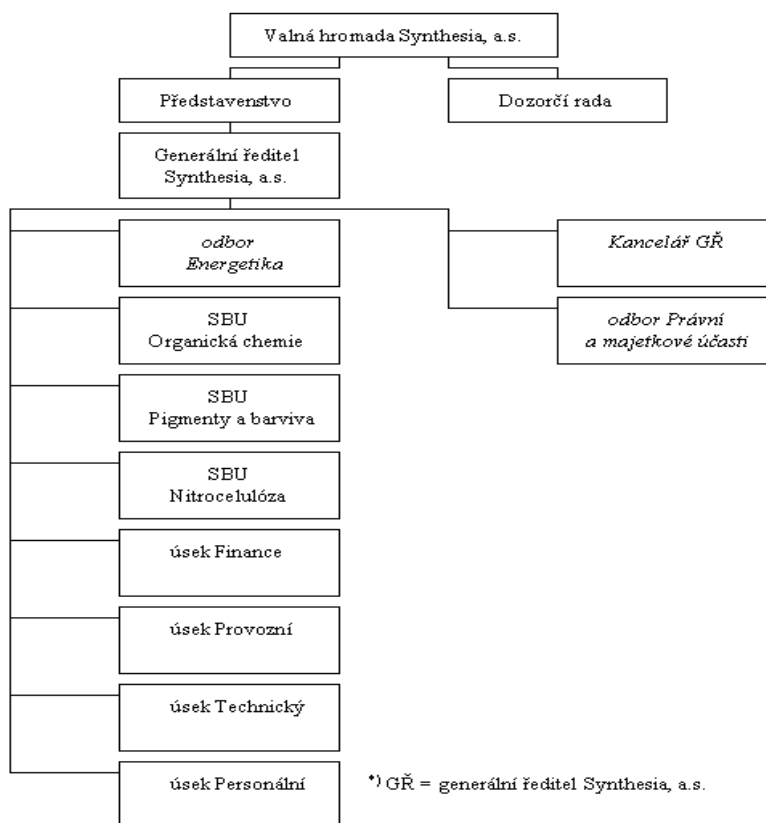 Valná hromada Synthesia, a.s.
Představenstvo
Dozorčí rada
Generální ředitel
Synthesia, a.s.
odbor
Energetika
Kancelář GŘ
SBU
Organická chemie
odbor Právní
a majetkové účasti
SBU
Pigmenty a barviva
SBU
Nitrocelulóza
úsek Finance
úsek Provozní
úsek Technický
úsek Personální
*) GŘ = generální ředitel Synthesia, a.s.